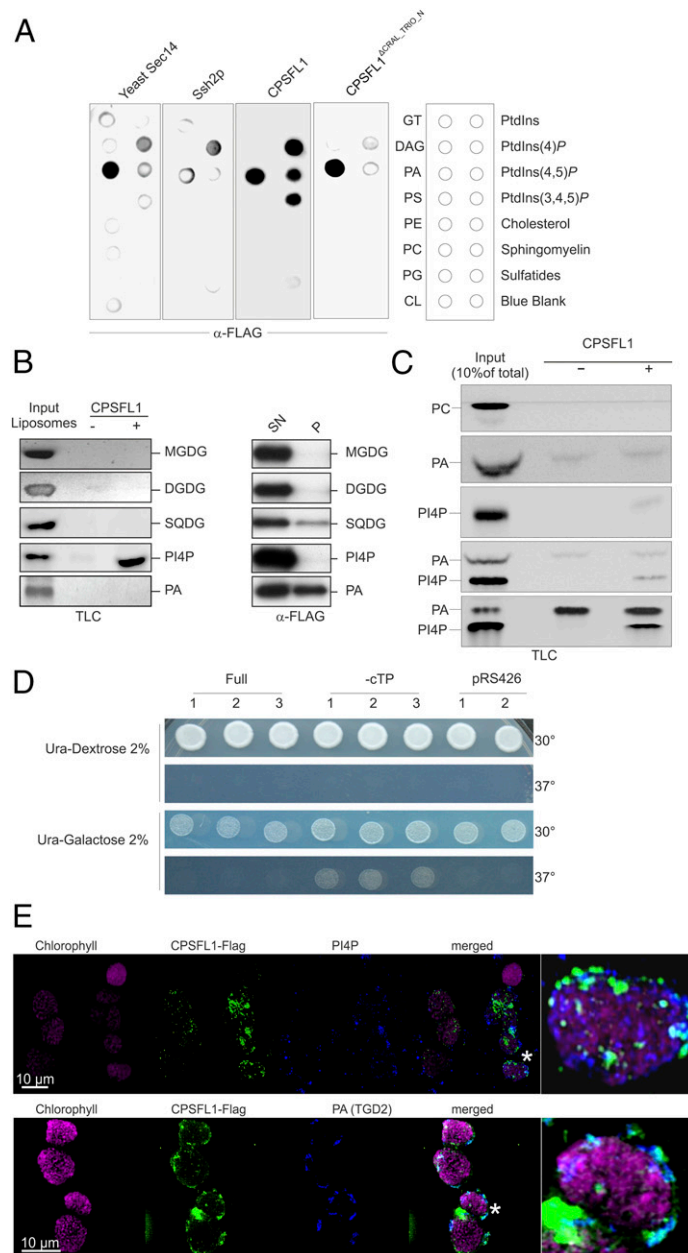 A
Yeast Sec14 Ssh2p CPSFL1 CPSFL1ΔCRAL_TRIO_N
GT PtdIns
DAG PtdIns(4)P
PA PtdIns(4,5)P
PS PtdIns(3,4,5)P
PE Cholesterol
PC Sphingomyelin
PG Sulfatides
CL Blue Blank
α-FLAG
B
Input Liposomes
CPSFL1
- +
MGDG
DGDG
SQDG
PI4P
PA
TLC
SN P
MGDG
DGDG
SQDG
PI4P
PA
α-FLAG
C
Input
(10%of total)
CPSFL1
− +
PC
PA
PI4P
PA
PI4P
PA
PI4P
TLC
D
Full -cTP pRS426
1 2 3 1 2 3 1 2
Ura-Dextrose 2%
30°
37°
Ura-Galactose 2%
30°
37°
E
Chlorophyll CPSFL1-Flag PI4P merged
*
10 µm
Chlorophyll CPSFL1-Flag PA (TGD2) merged
*
10 µm